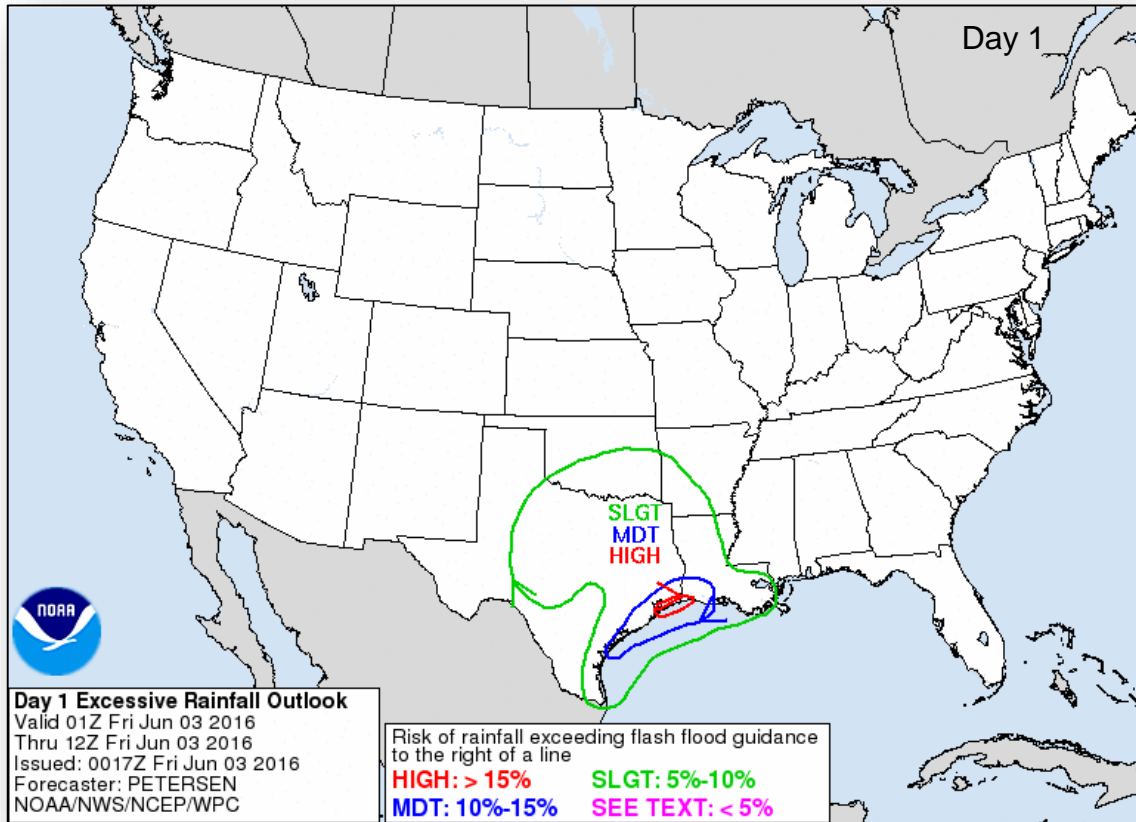 Day 1
SLGT
MDT
HIGH
NOAA
Day 1 Excessive Rainfall Outlook
Valid 01Z Fri Jun 03 2016
Thru 12Z Fri Jun 03 2016
Issued: 0017Z Fri Jun 03 2016
Forecaster: PETERSEN
NOAA/NWS/NCEP/WPC
Risk of rainfall exceeding flash flood guidance
to the right of a line
HIGH: > 15% SLGT: 5%-10%
MDT: 10%-15% SEE TEXT: < 5%